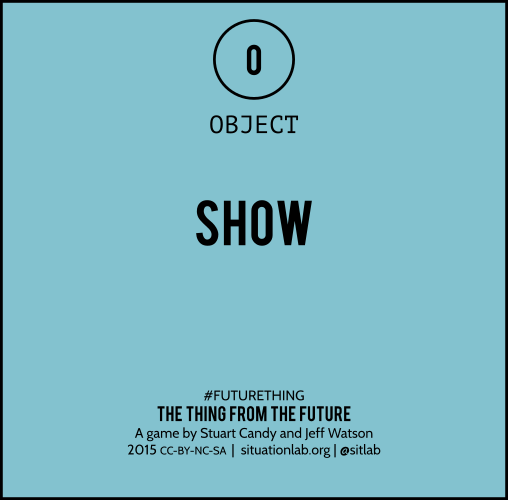 O
OBJECT
SHOW
#FUTURETHING
THE THING FROM THE FUTURE
A game by Stuart Candy and Jeff Watson
2015 CC-BY-NC-SA | situationlab.org | @sitlab